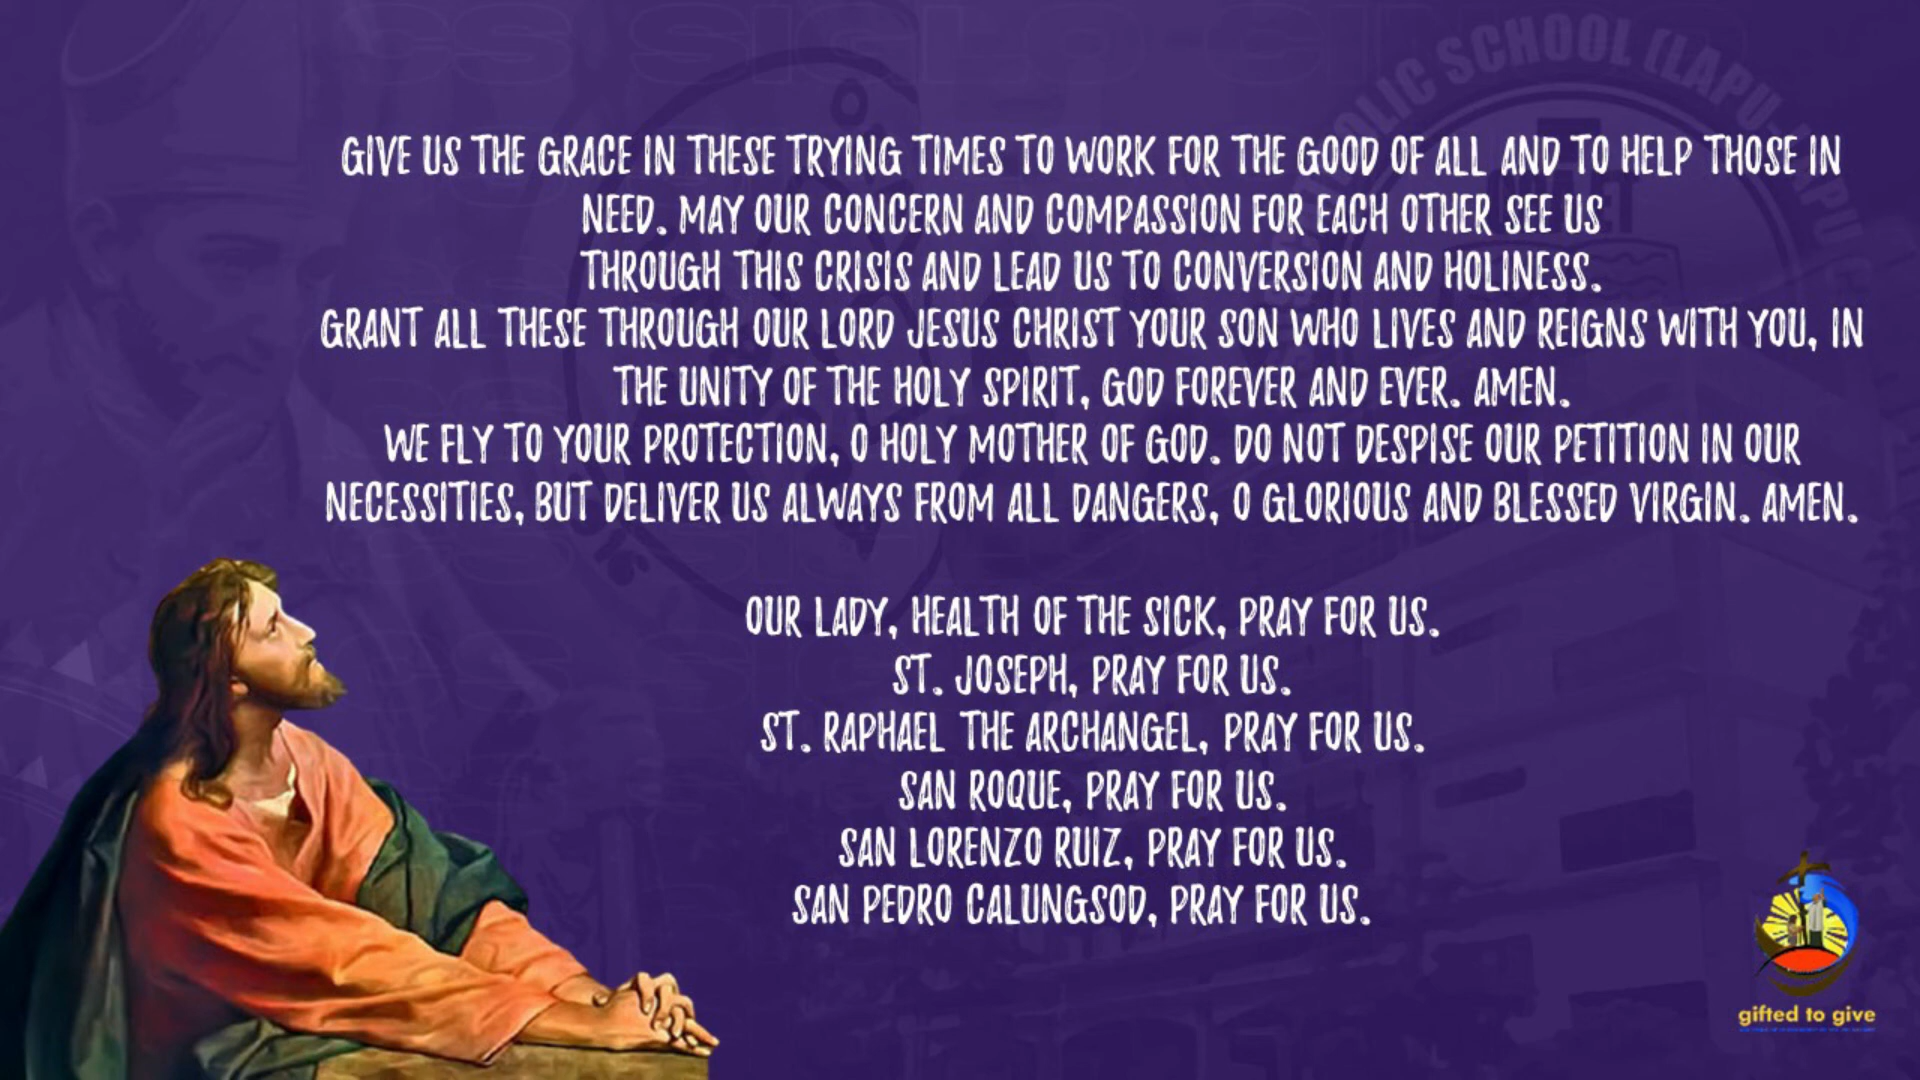 CS SIGLO
OLIC SCHOOL (LAPU-LAPU
GIVE US THE GRACE IN THESE TRYING TIMES TO WORK FOR THE GOOD OF ALL AND TO HELP THOSE IN
NEED. MAY OUR CONCERN AND COMPASSION FOR EACH OTHER SEE US
THROUGH THIS CRISIS AND LEAD US TO CONVERSION AND HOLINESS.
GRANT ALL THESE THROUGH OUR LORD JESUS CHRIST YOUR SON WHO LIVES AND REIGNS WITH YOU, IN
THE UNITY OF THE HOLY SPIRIT, GOD FOREVER AND EVER. AMEN.
WE FLY TO YOUR PROTECTION, O HOLY MOTHER OF GOD. DO NOT DESPISE OUR PETITION IN OUR
NECESSITIES, BUT DELIVER US ALWAYS FROM ALL DANGERS, O GLORIOUS AND BLESSED VIRGIN. AMEN.
OUR LADY, HEALTH OF THE SICK, PRAY FOR US.
ST. JOSEPH, PRAY FOR US.
ST. RAPHAEL THE ARCHANGEL, PRAY FOR US.
SAN ROQUE, PRAY FOR US.
SAN LORENZO RUIZ, PRAY FOR US.
SAN PEDRO CALUNGSOD, PRAY FOR US.
gifted to give